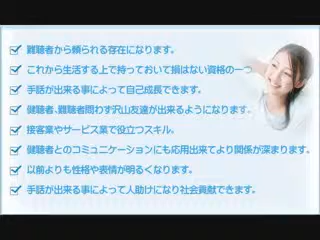 難聴者から頼られる存在になります。
これから生活する上で持っておいて損はない資格の一つ。
手話が出来る事によって自己成長できます。
健聴者、難聴者問わず沢山友達が出来るようになります。
接客業やサービス業で役立つスキル。
健聴者とのコミュニケーションにも応用出来てより関係が深まります。
以前よりも性格や表情が明るくなります。
手話が出来る事によって人助けになり社会貢献できます。